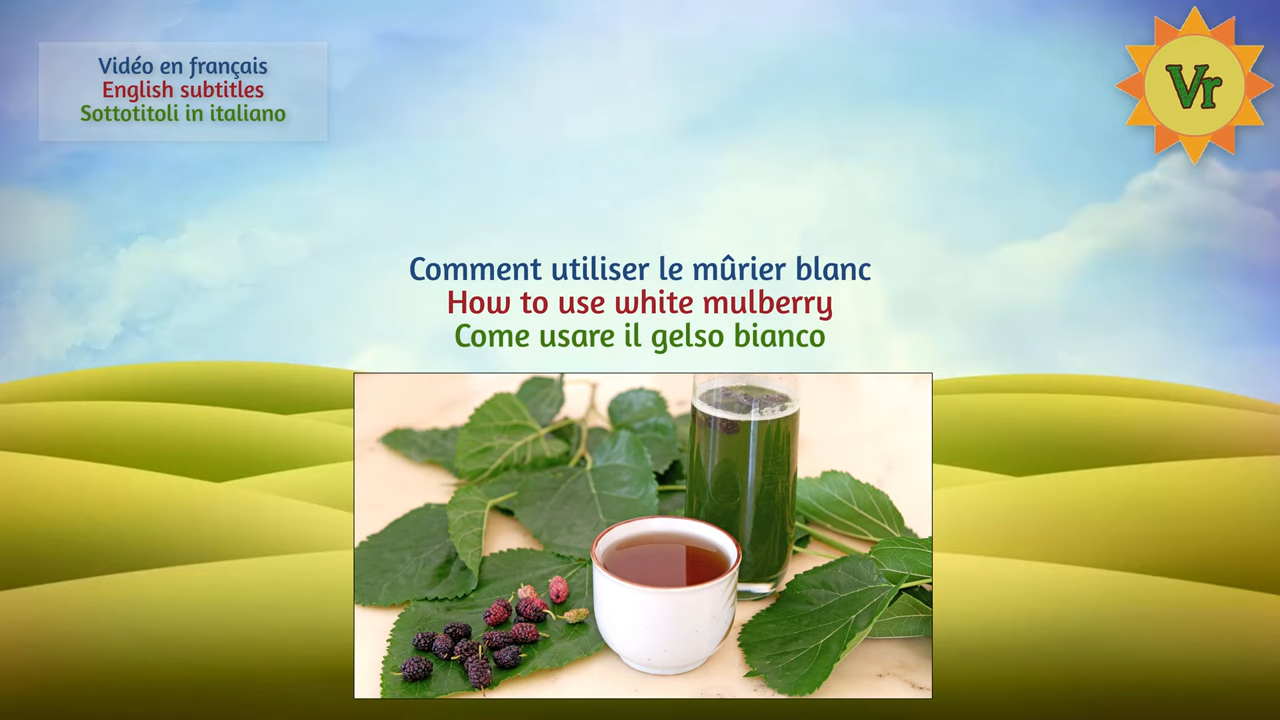 Vidéo en français
English subtitles
Sottotitoli in italiano
Vr
Comment utiliser le mûrier blanc
How to use white mulberry
Come usare il gelso bianco